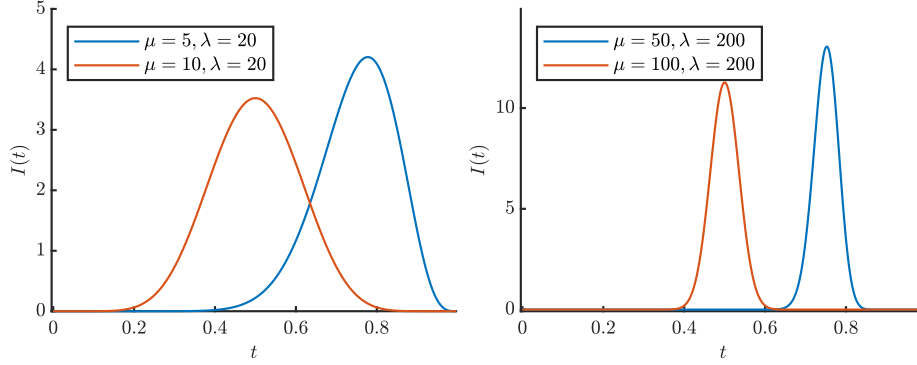 5
4
3
2
1
0
I(t)
μ = 5, λ = 20
μ = 10, λ = 20
0 0.2 0.4 0.6 0.8
t
10
5
0
I(t)
μ = 50, λ = 200
μ = 100, λ = 200
0 0.2 0.4 0.6 0.8
t